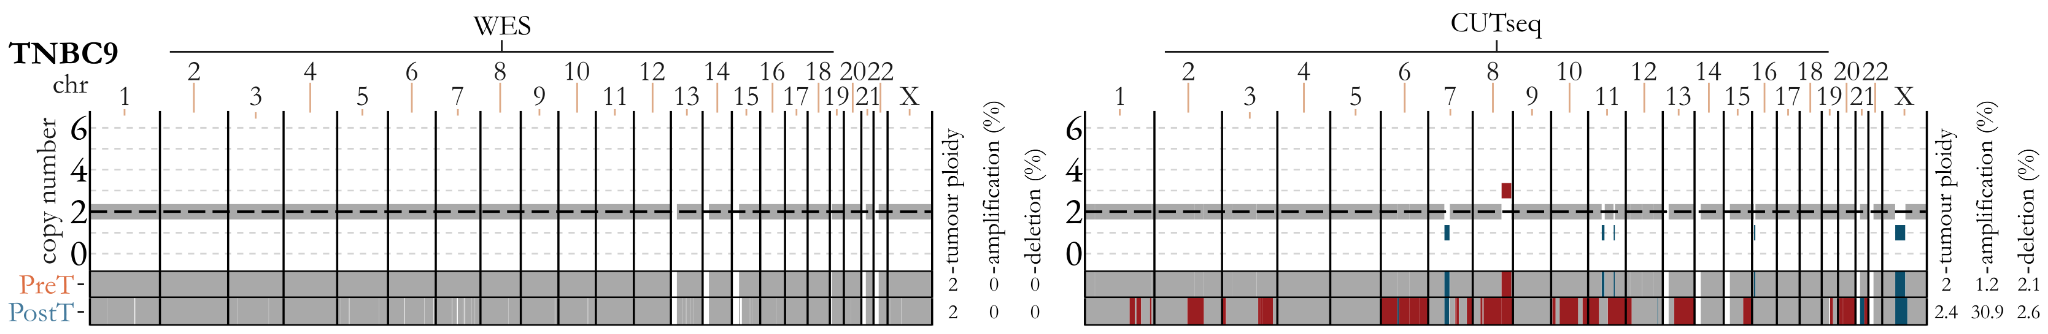 WES
CUTseq
TNBC9
chr
2 4 6 8 10 12 14 16 18 20 22
1 3 5 7 9 11 13 15 17 19 21 X
2 4 6 8 10 12 14 16 18 20 22
1 3 5 7 9 11 13 15 17 19 21 X
copy number
6
4
2
0
tumour ploidy
amplification (%)
deletion (%)
6
4
2
0
tumour ploidy
amplification (%)
deletion (%)
PreT- 2 0 0
2 1.2 2.1
PostT- 2 0 0
2.4 30.9 2.6